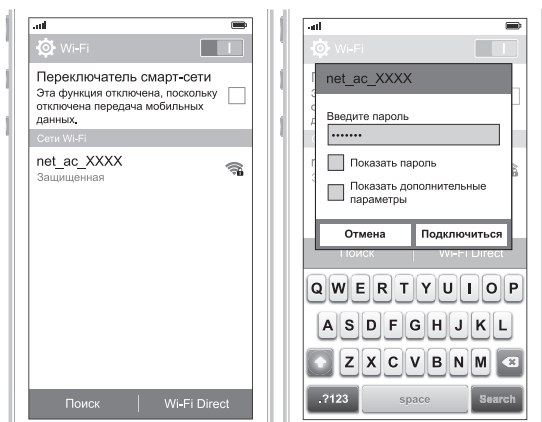 Wi-Fi
Переключатель смарт-сети
Эта функция отключена, поскольку
отключена передача мобильных
данных.
Сети Wi-Fi
net_ac_XXXX
Защищенная
Поиск
Wi-Fi Direct
Wi-Fi
net_ac_XXXX
Введите пароль
•••••••
Показать пароль
Показать дополнительные
параметры
Отмена
Подключиться
Поиск
Wi-Fi Direct
Q W E R T Y U I O P
A S D F G H J K L
Z X C V B N M
.?123
space
Search